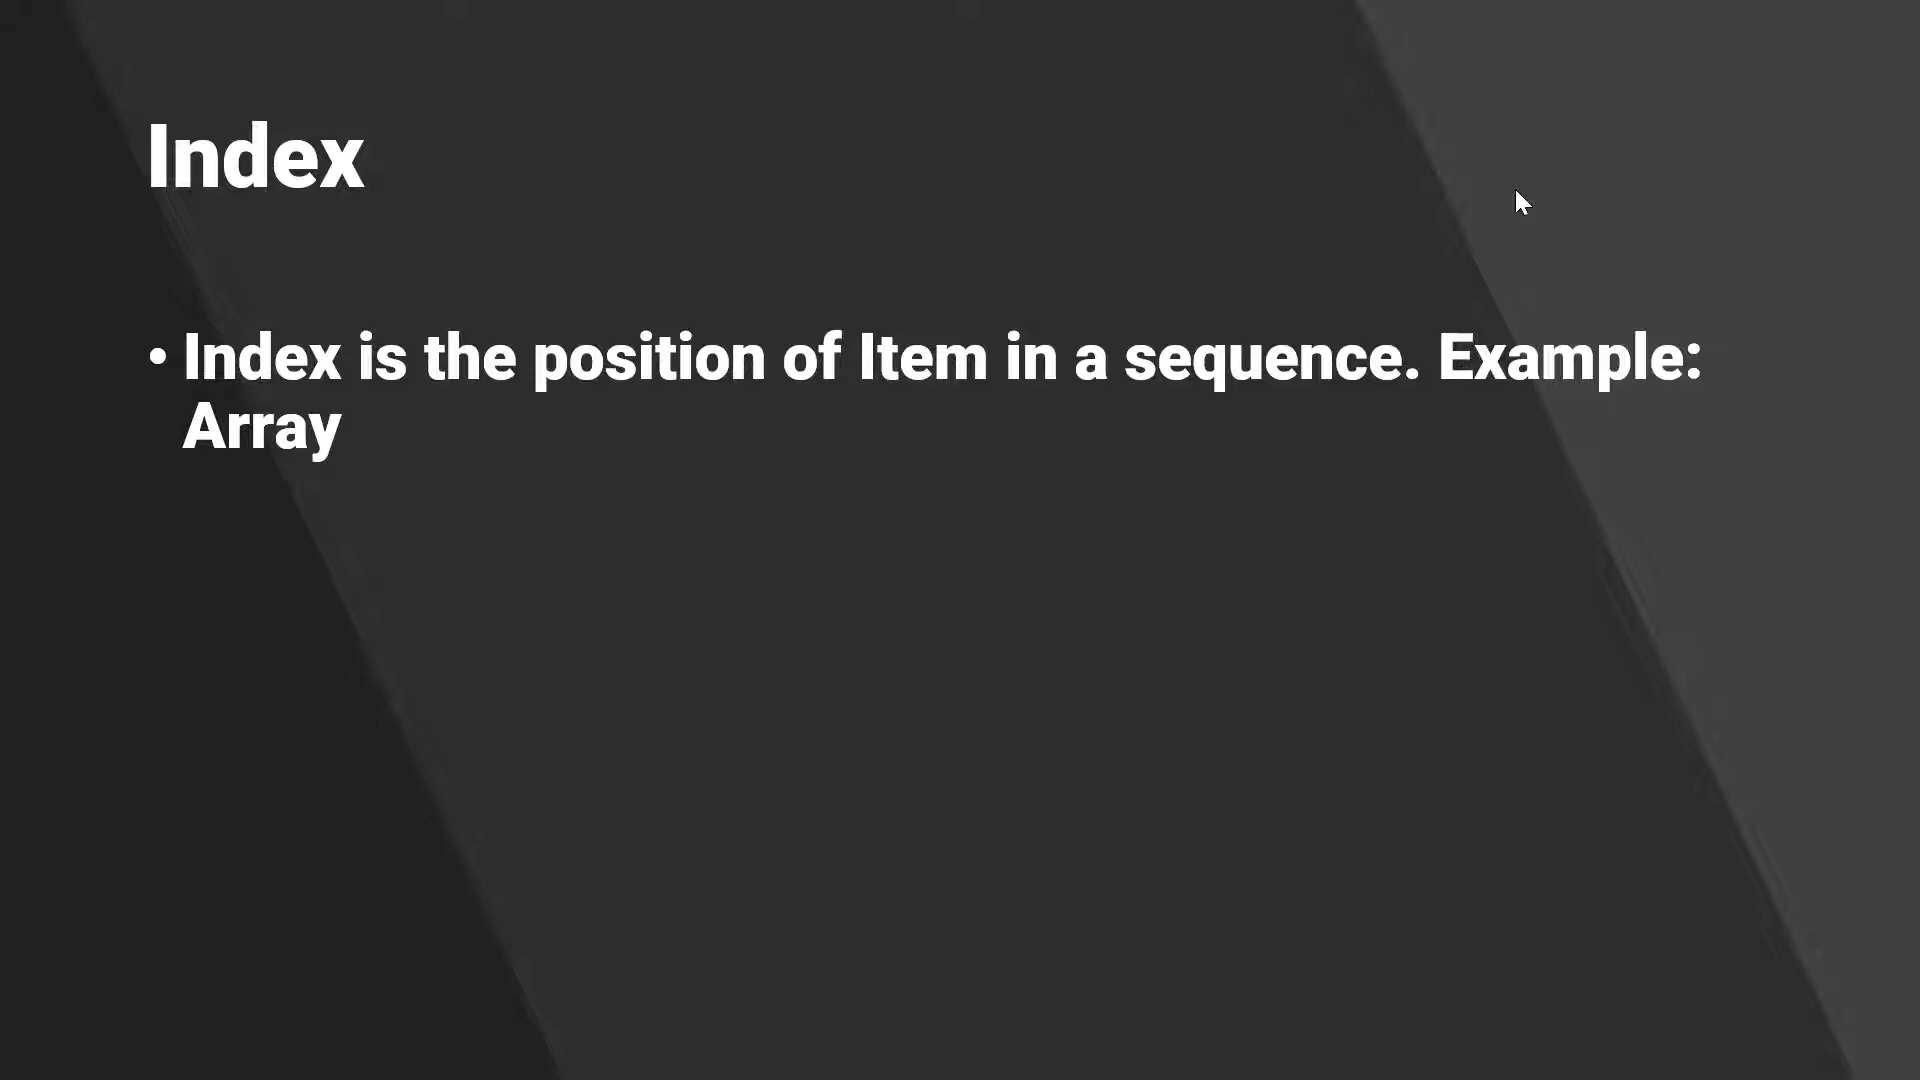 Index
• Index is the position of Item in a sequence. Example:
Array